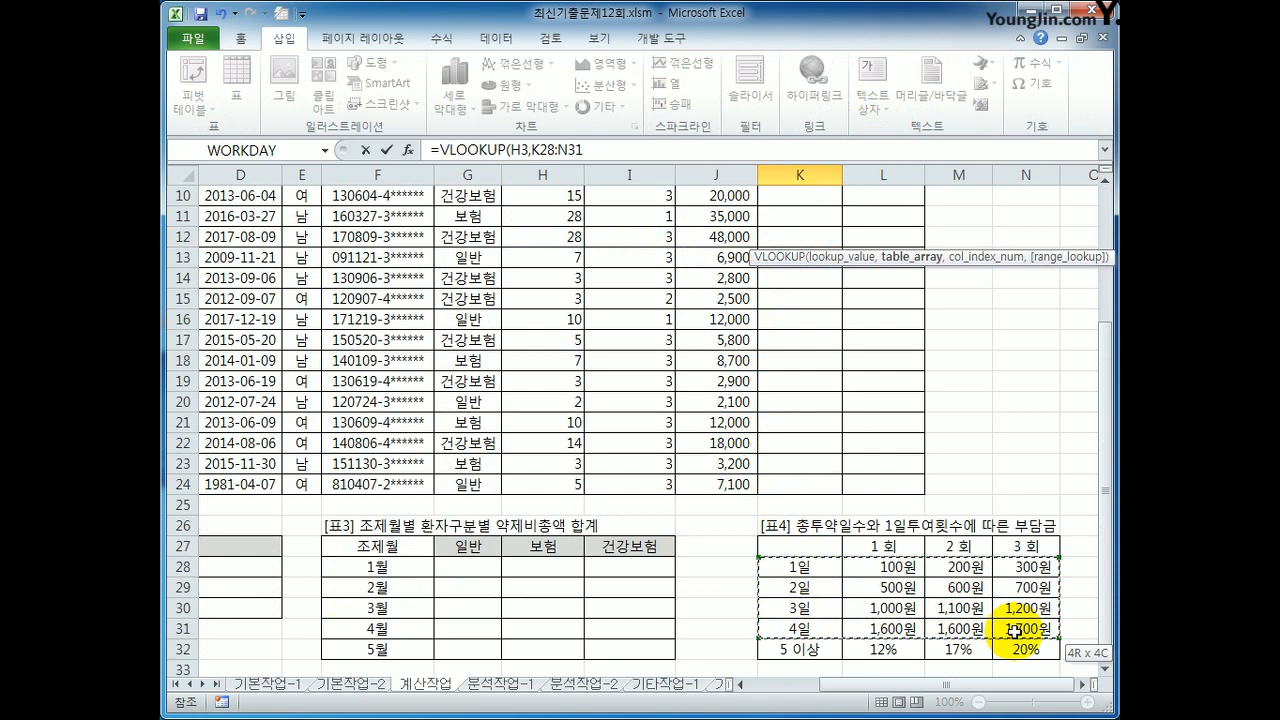 최신기출문제12회.xlsm - Microsoft Excel
YoungJin.com Y.
파일 홈 삽입 페이지 레이아웃 수식 데이터 검토 보기 개발 도구
피벗 테이블 표 그림 클립 아트 도형 SmartArt 스크린샷 세로 막대형 꺾은선형 원형 가로 막대형 영역형 분산형 기타 꺾은선형 열 승패 슬라이서 하이퍼링크 텍스트 상자 머리글/바닥글 π 수식 Ω 기호
표 일러스트레이션 차트 스파크라인 필터 링크 텍스트 기호
WORKDAY fx =VLOOKUP(H3,K28:N31
D E F G H I J K L M N
10 2013-06-04 여 130604-4****** 건강보험 15 3 20,000
11 2016-03-27 남 160327-3****** 보험 28 1 35,000
12 2017-08-09 남 170809-3****** 건강보험 28 3 48,000
13 2009-11-21 남 091121-3****** 일반 7 3 6,900
VLOOKUP(lookup_value, table_array, col_index_num, [range_lookup])
14 2013-09-06 남 130906-3****** 건강보험 3 3 2,800
15 2012-09-07 여 120907-4****** 건강보험 3 2 2,500
16 2017-12-19 남 171219-3****** 일반 10 1 12,000
17 2015-05-20 남 150520-3****** 건강보험 5 3 5,800
18 2014-01-09 남 140109-3****** 보험 7 3 8,700
19 2013-06-19 여 130619-4****** 건강보험 3 3 2,900
20 2012-07-24 남 120724-3****** 일반 2 3 2,100
21 2013-06-09 여 130609-4****** 보험 10 3 12,000
22 2014-08-06 여 140806-4****** 건강보험 14 3 18,000
23 2015-11-30 남 151130-3****** 보험 3 3 3,200
24 1981-04-07 여 810407-2****** 일반 5 3 7,100
25
26 [표3] 조제월별 환자구분별 약제비총액 합계 [표4] 총투약일수와 1일투여횟수에 따른 부담금
27 조제월 일반 보험 건강보험 1 회 2 회 3 회
28 1월 1일 100원 200원 300원
29 2월 2일 500원 600원 700원
30 3월 3일 1,000원 1,100원 1,200원
31 4월 4일 1,600원 1,600원 1,700원
32 5월 5 이상 12% 17% 20%
33
4R x 4C
기본작업-1 기본작업-2 계산작업 분석작업-1 분석작업-2 기타작업-1
참조 100%